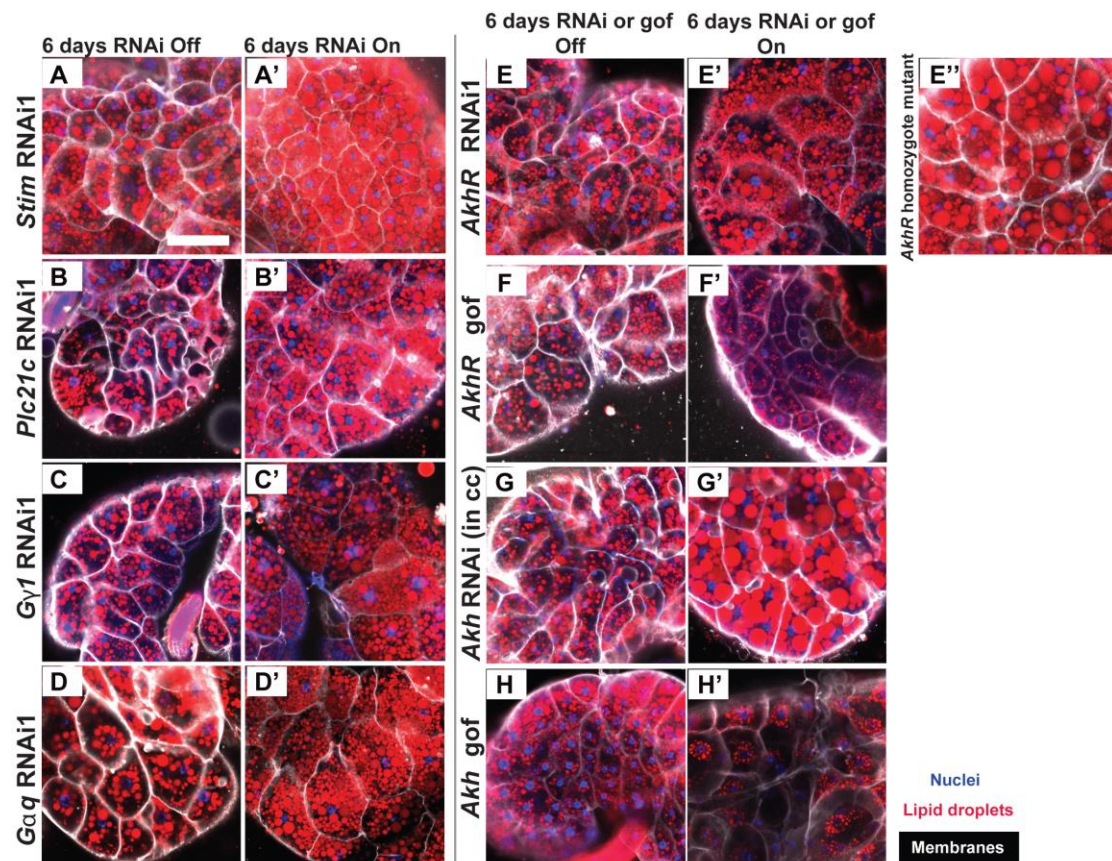 6 days RNAi Off
6 days RNAi On
6 days RNAi or gof
Off
6 days RNAi or gof
On
Stim RNAi1
A
A'
AkhR RNAi1
E
E'
AkhR homozygote mutant
E''
Plc21c RNAi1
B
B'
AkhR gof
F
F'
Gγ1 RNAi1
C
C'
Akh RNAi (in cc)
G
G'
Gαq RNAi1
D
D'
Akh gof
H
H'
Nuclei
Lipid droplets
Membranes